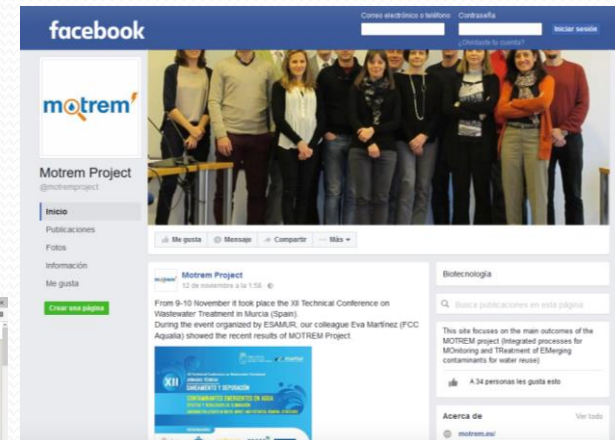 facebook
Correo electrónico o teléfono
Contraseña
Iniciar sesión
¿Olvidaste tu cuenta?
motrem
Motrem Project
@motremproject
Inicio
Publicaciones
Fotos
Información
Me gusta
Crear una página
Me gusta
Mensaje
Compartir
Más
Motrem Project
12 de noviembre a la 1:58
From 9-10 November it took place the XII Technical Conference on
Wastewater Treatment in Murcia (Spain).
During the event organized by ESAMUR, our colleague Eva Martínez (FCC
Aqualia) showed the recent results of MOTREM Project.
XII
JORNADA TÉCNICA
SANEAMIENTO Y DEPURACIÓN
CONTAMINANTES EMERGENTES EN AGUA
Biotecnología
Busca publicaciones en esta página
This site focuses on the main outcomes of the
MOTREM project (Integrated processes for
MOnitoring and TReatment of EMerging
contaminants for water reuse)
A 34 personas les gusta esto
Acerca de
Ver todo
motrem.es/